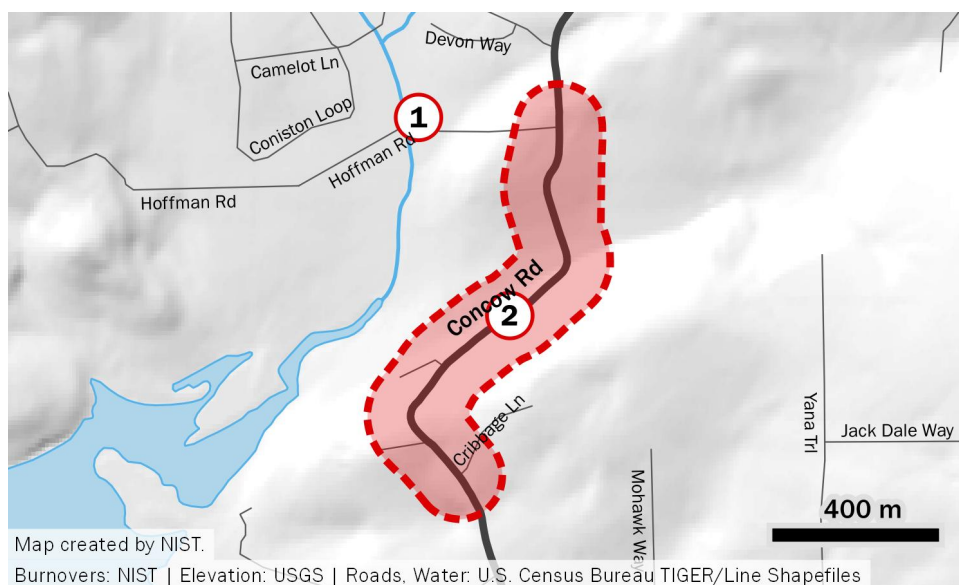 Devon Way
Camelot Ln
1
Coniston Loop
Hoffman Rd
Hoffman Rd
Concow Rd
2
Cribbage Ln
Yana Trl
Jack Dale Way
Mohawk Way
400 m
Map created by NIST.
Burnovers: NIST | Elevation: USGS | Roads, Water: U.S. Census Bureau TIGER/Line Shapefiles